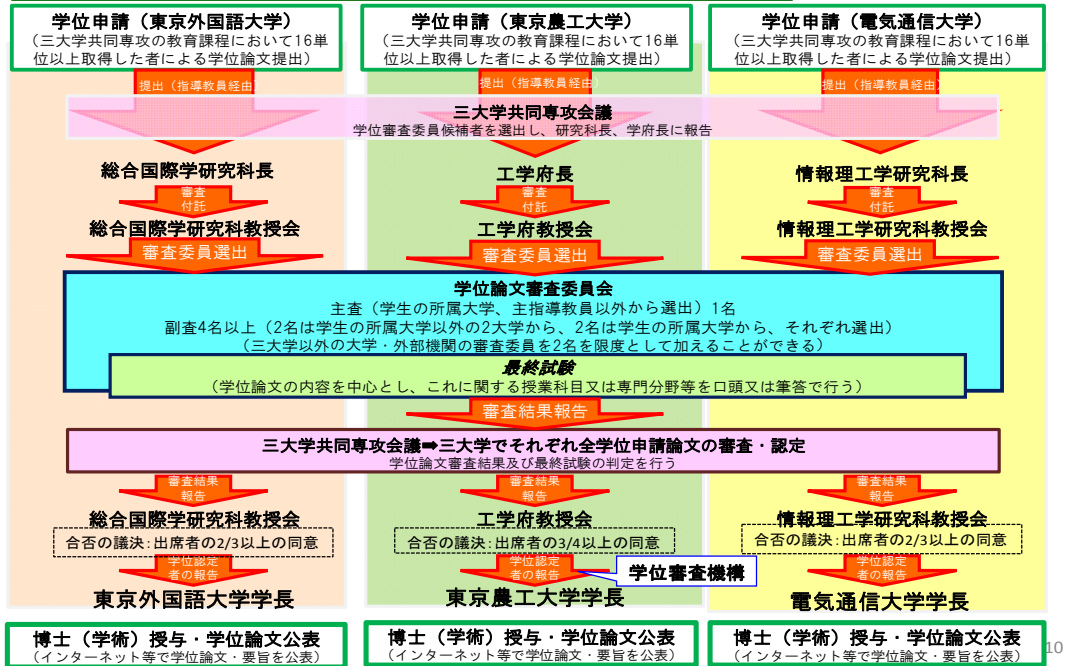 学位申請（東京外国語大学）
（三大学共同専攻の教育課程において16単
位以上取得した者による学位論文提出）
学位申請（東京農工大学）
（三大学共同専攻の教育課程において16単
位以上取得した者による学位論文提出）
学位申請（電気通信大学）
（三大学共同専攻の教育課程において16単
位以上取得した者による学位論文提出）
提出（指導教員経由）
提出（指導教員経由）
提出（指導教員経由）
三大学共同専攻会議
学位審査委員候補者を選出し、研究科長、学府長に報告
総合国際学研究科長
工学府長
情報理工学研究科長
審査
付託
審査
付託
審査
付託
総合国際学研究科教授会
工学府教授会
情報理工学研究科教授会
審査委員選出
審査委員選出
審査委員選出
学位論文審査委員会
主査（学生の所属大学、主指導教員以外から選出）1名
副査4名以上（2名は学生の所属大学以外の2大学から、2名は学生の所属大学から、それぞれ選出）
（三大学以外の大学・外部機関の審査委員を2名を限度として加えることができる）
最終試験
（学位論文の内容を中心とし、これに関する授業科目又は専門分野等を口頭又は筆答で行う）
審査結果報告
三大学共同専攻会議➡三大学でそれぞれ全学位申請論文の審査・認定
学位論文審査結果及び最終試験の判定を行う
審査結果
報告
審査結果
報告
審査結果
報告
総合国際学研究科教授会
工学府教授会
情報理工学研究科教授会
合否の議決：出席者の2/3以上の同意
合否の議決：出席者の3/4以上の同意
合否の議決：出席者の2/3以上の同意
学位認定
者の報告
学位認定
者の報告
学位認定
者の報告
学位審査機構
東京外国語大学学長
東京農工大学学長
電気通信大学学長
博士（学術）授与・学位論文公表
（インターネット等で学位論文・要旨を公表）
博士（学術）授与・学位論文公表
（インターネット等で学位論文・要旨を公表）
博士（学術）授与・学位論文公表
（インターネット等で学位論文・要旨を公表）
10